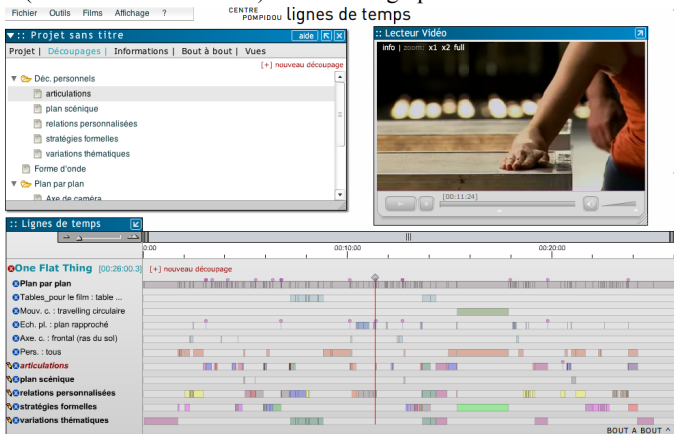 Fichier Outils Films Affichage ?
CENTRE
POMPIDOU lignes de temps
:: Projet sans titre
aide
Projet | Découpages | Informations | Bout à bout | Vues
[+] nouveau découpage
Déc. personnels
articulations
plan scénique
relations personnalisées
stratégies formelles
variations thématiques
Forme d'onde
Plan par plan
Axe de caméra
:: Lecteur Vidéo
info | zoom: x1 x2 full
[00:11:24]
:: Lignes de temps
0:00 00:10:00 00:20:00
One Flat Thing [00:26:00.3] [+] nouveau découpage
Plan par plan
Tables_pour le film : table ...
Mouv. c. : travelling circulaire
Ech. pl. : plan rapproché
Axe. c. : frontal (ras du sol)
Pers. : tous
articulations
plan scénique
relations personnalisées
stratégies formelles
variations thématiques
BOUT A BOUT ^